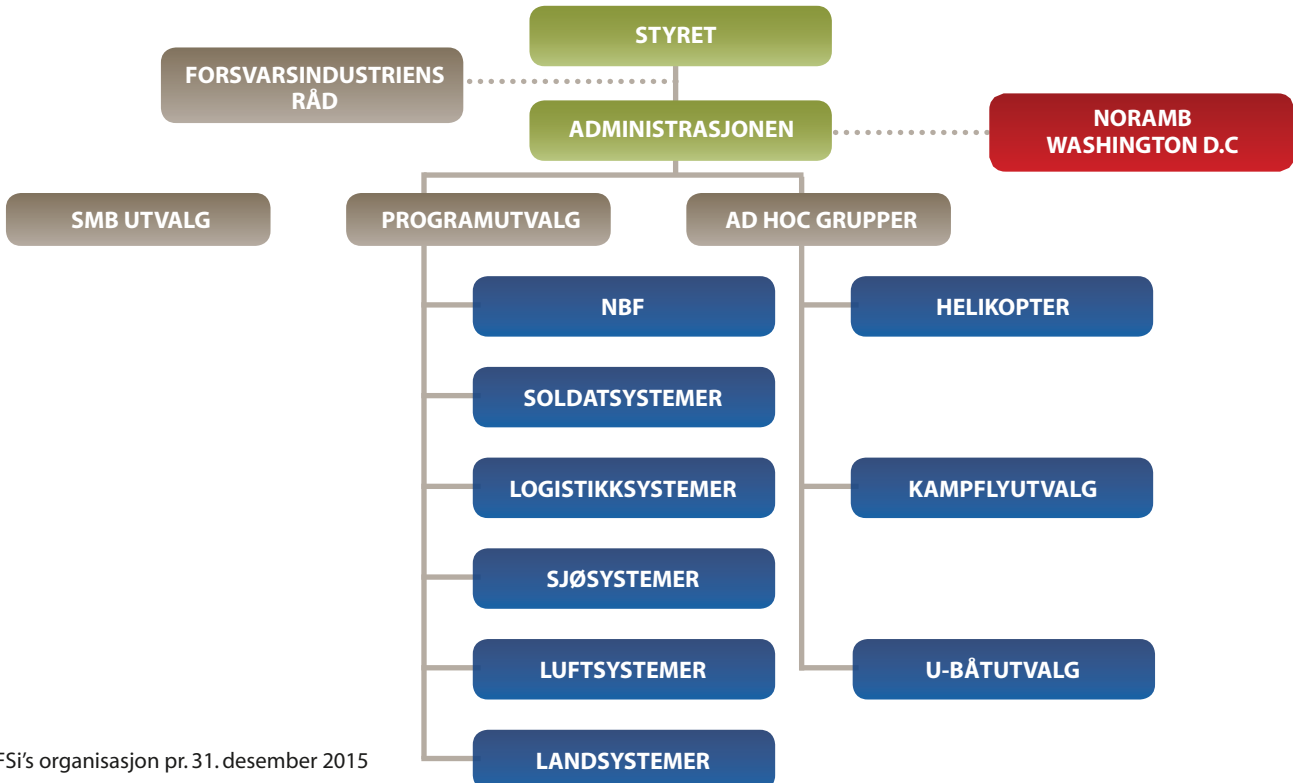 STYRET
FORSVARSINDUSTRIENS
RÅD
ADMINISTRASJONEN
NORAMB
WASHINGTON D.C
SMB UTVALG
PROGRAMUTVALG
AD HOC GRUPPER
NBF
HELIKOPTER
SOLDATSYSTEMER
LOGISTIKKSYSTEMER
KAMPFLYUTVALG
SJØSYSTEMER
LUFTSYSTEMER
U-BÅTUTVALG
LANDSYSTEMER
FSi's organisasjon pr. 31. desember 2015